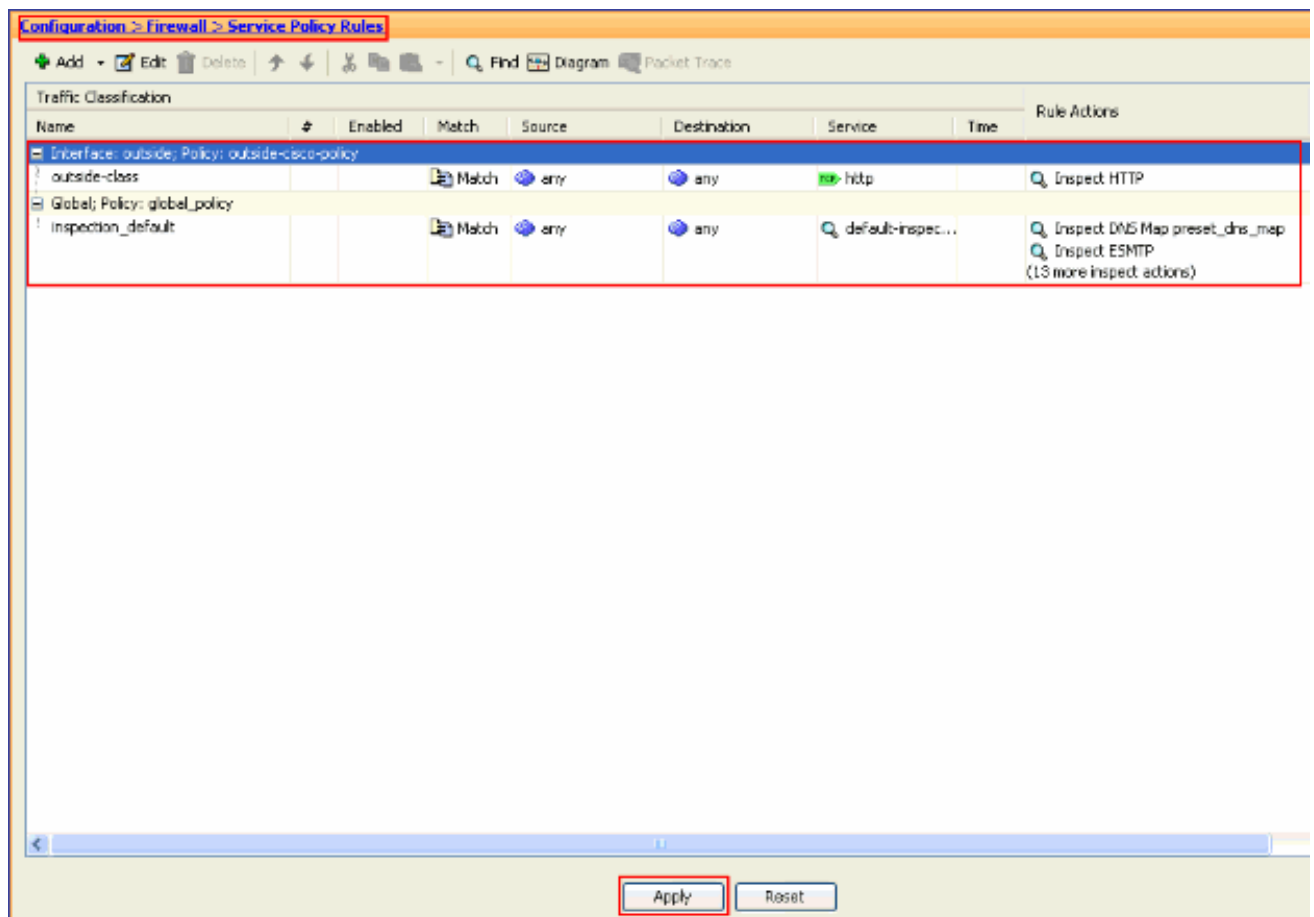 Configuration > Firewall > Service Policy Rules
Add Edit Delete Find Diagram Packet Trace
Traffic Classification
Name # Enabled Match Source Destination Service Time Rule Actions
Interface: outside; Policy: outside-cisco-policy
outside-class Match any any TCP http Inspect HTTP
Global; Policy: global_policy
inspection_default Match any any default-inspec... Inspect DNS Map preset_dns_map
Inspect ESMTP
(13 more inspect actions)
Apply Reset